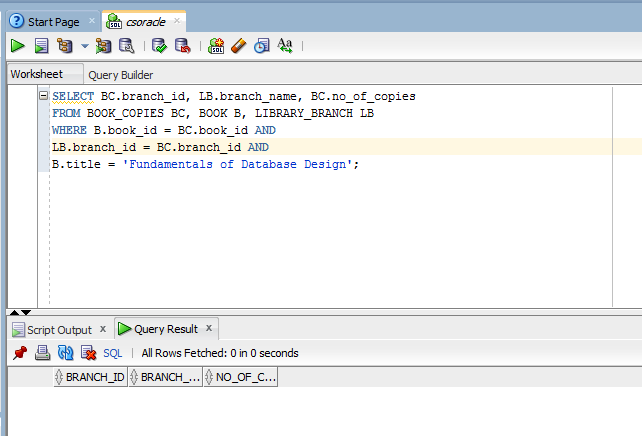 Start Page
csorade
Worksheet
Query Builder
SELECT BC.branch_id, LB.branch_name, BC.no_of_copies
FROM BOOK_COPIES BC, BOOK B, LIBRARY_BRANCH LB
WHERE B.book_id = BC.book_id AND
LB.branch_id = BC.branch_id AND
B.title = 'Fundamentals of Database Design';
Script Output x
Query Result x
SQL | All Rows Fetched: 0 in 0 seconds
BRANCH_ID BRANCH_... NO_OF_C...